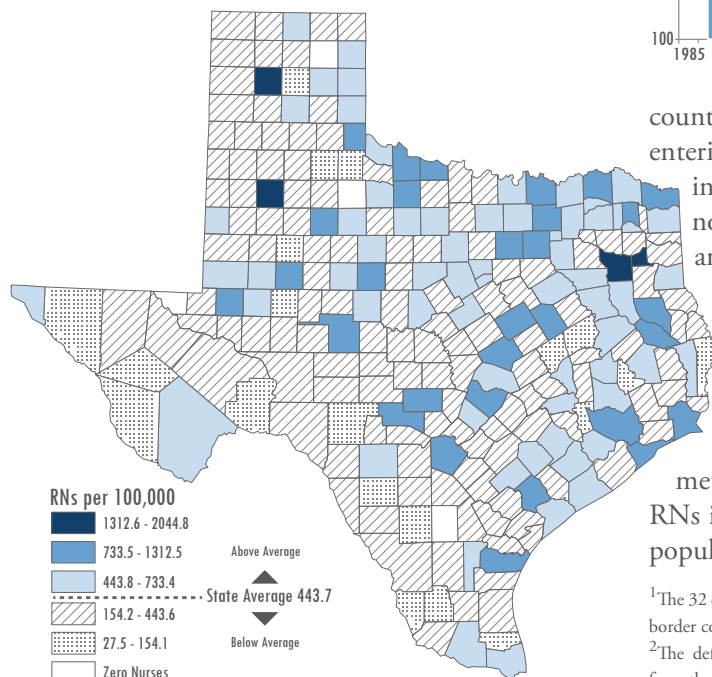 100
1985
count
enteri
in
no
ar
me
RNs i
popul
1The 32
border co
2The def
RNs per 100,000
1312.6 - 2044.8
733.5 - 1312.5
443.8 - 733.4
154.2 - 443.6
27.5 - 154.1
Zero Nurses
Above Average
State Average 443.7
Below Average